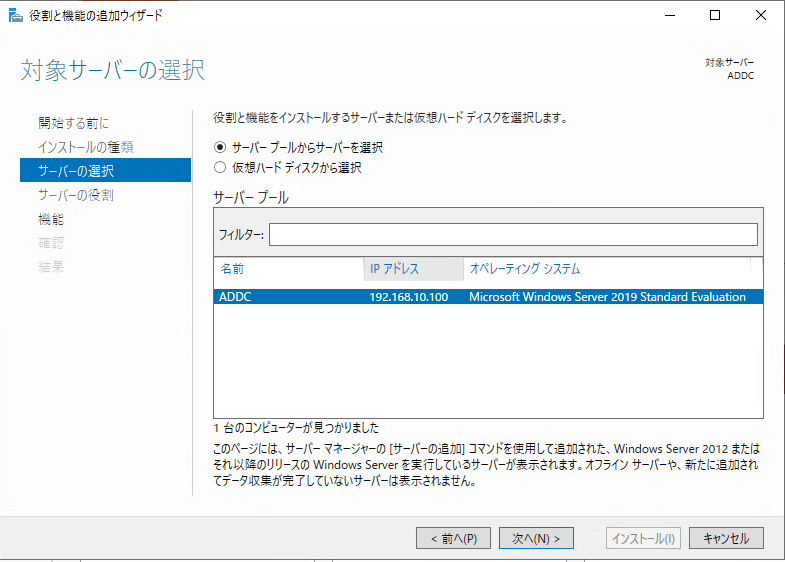 役割と機能の追加ウィザード
対象サーバーの選択
対象サーバー
ADDC
開始する前に
インストールの種類
サーバーの選択
サーバーの役割
機能
確認
結果
役割と機能をインストールするサーバーまたは仮想ハード ディスクを選択します。
サーバー プールからサーバーを選択
仮想ハード ディスクから選択
サーバー プール
フィルター:
名前 IP アドレス オペレーティング システム
ADDC 192.168.10.100 Microsoft Windows Server 2019 Standard Evaluation
1 台のコンピューターが見つかりました
このページには、サーバー マネージャーの [サーバーの追加] コマンドを使用して追加された、Windows Server 2012 または
それ以降のリリースの Windows Server を実行しているサーバーが表示されます。オフライン サーバーや、新たに追加され
てデータ収集が完了していないサーバーは表示されません。
< 前へ(P) 次へ(N) > インストール(I) キャンセル